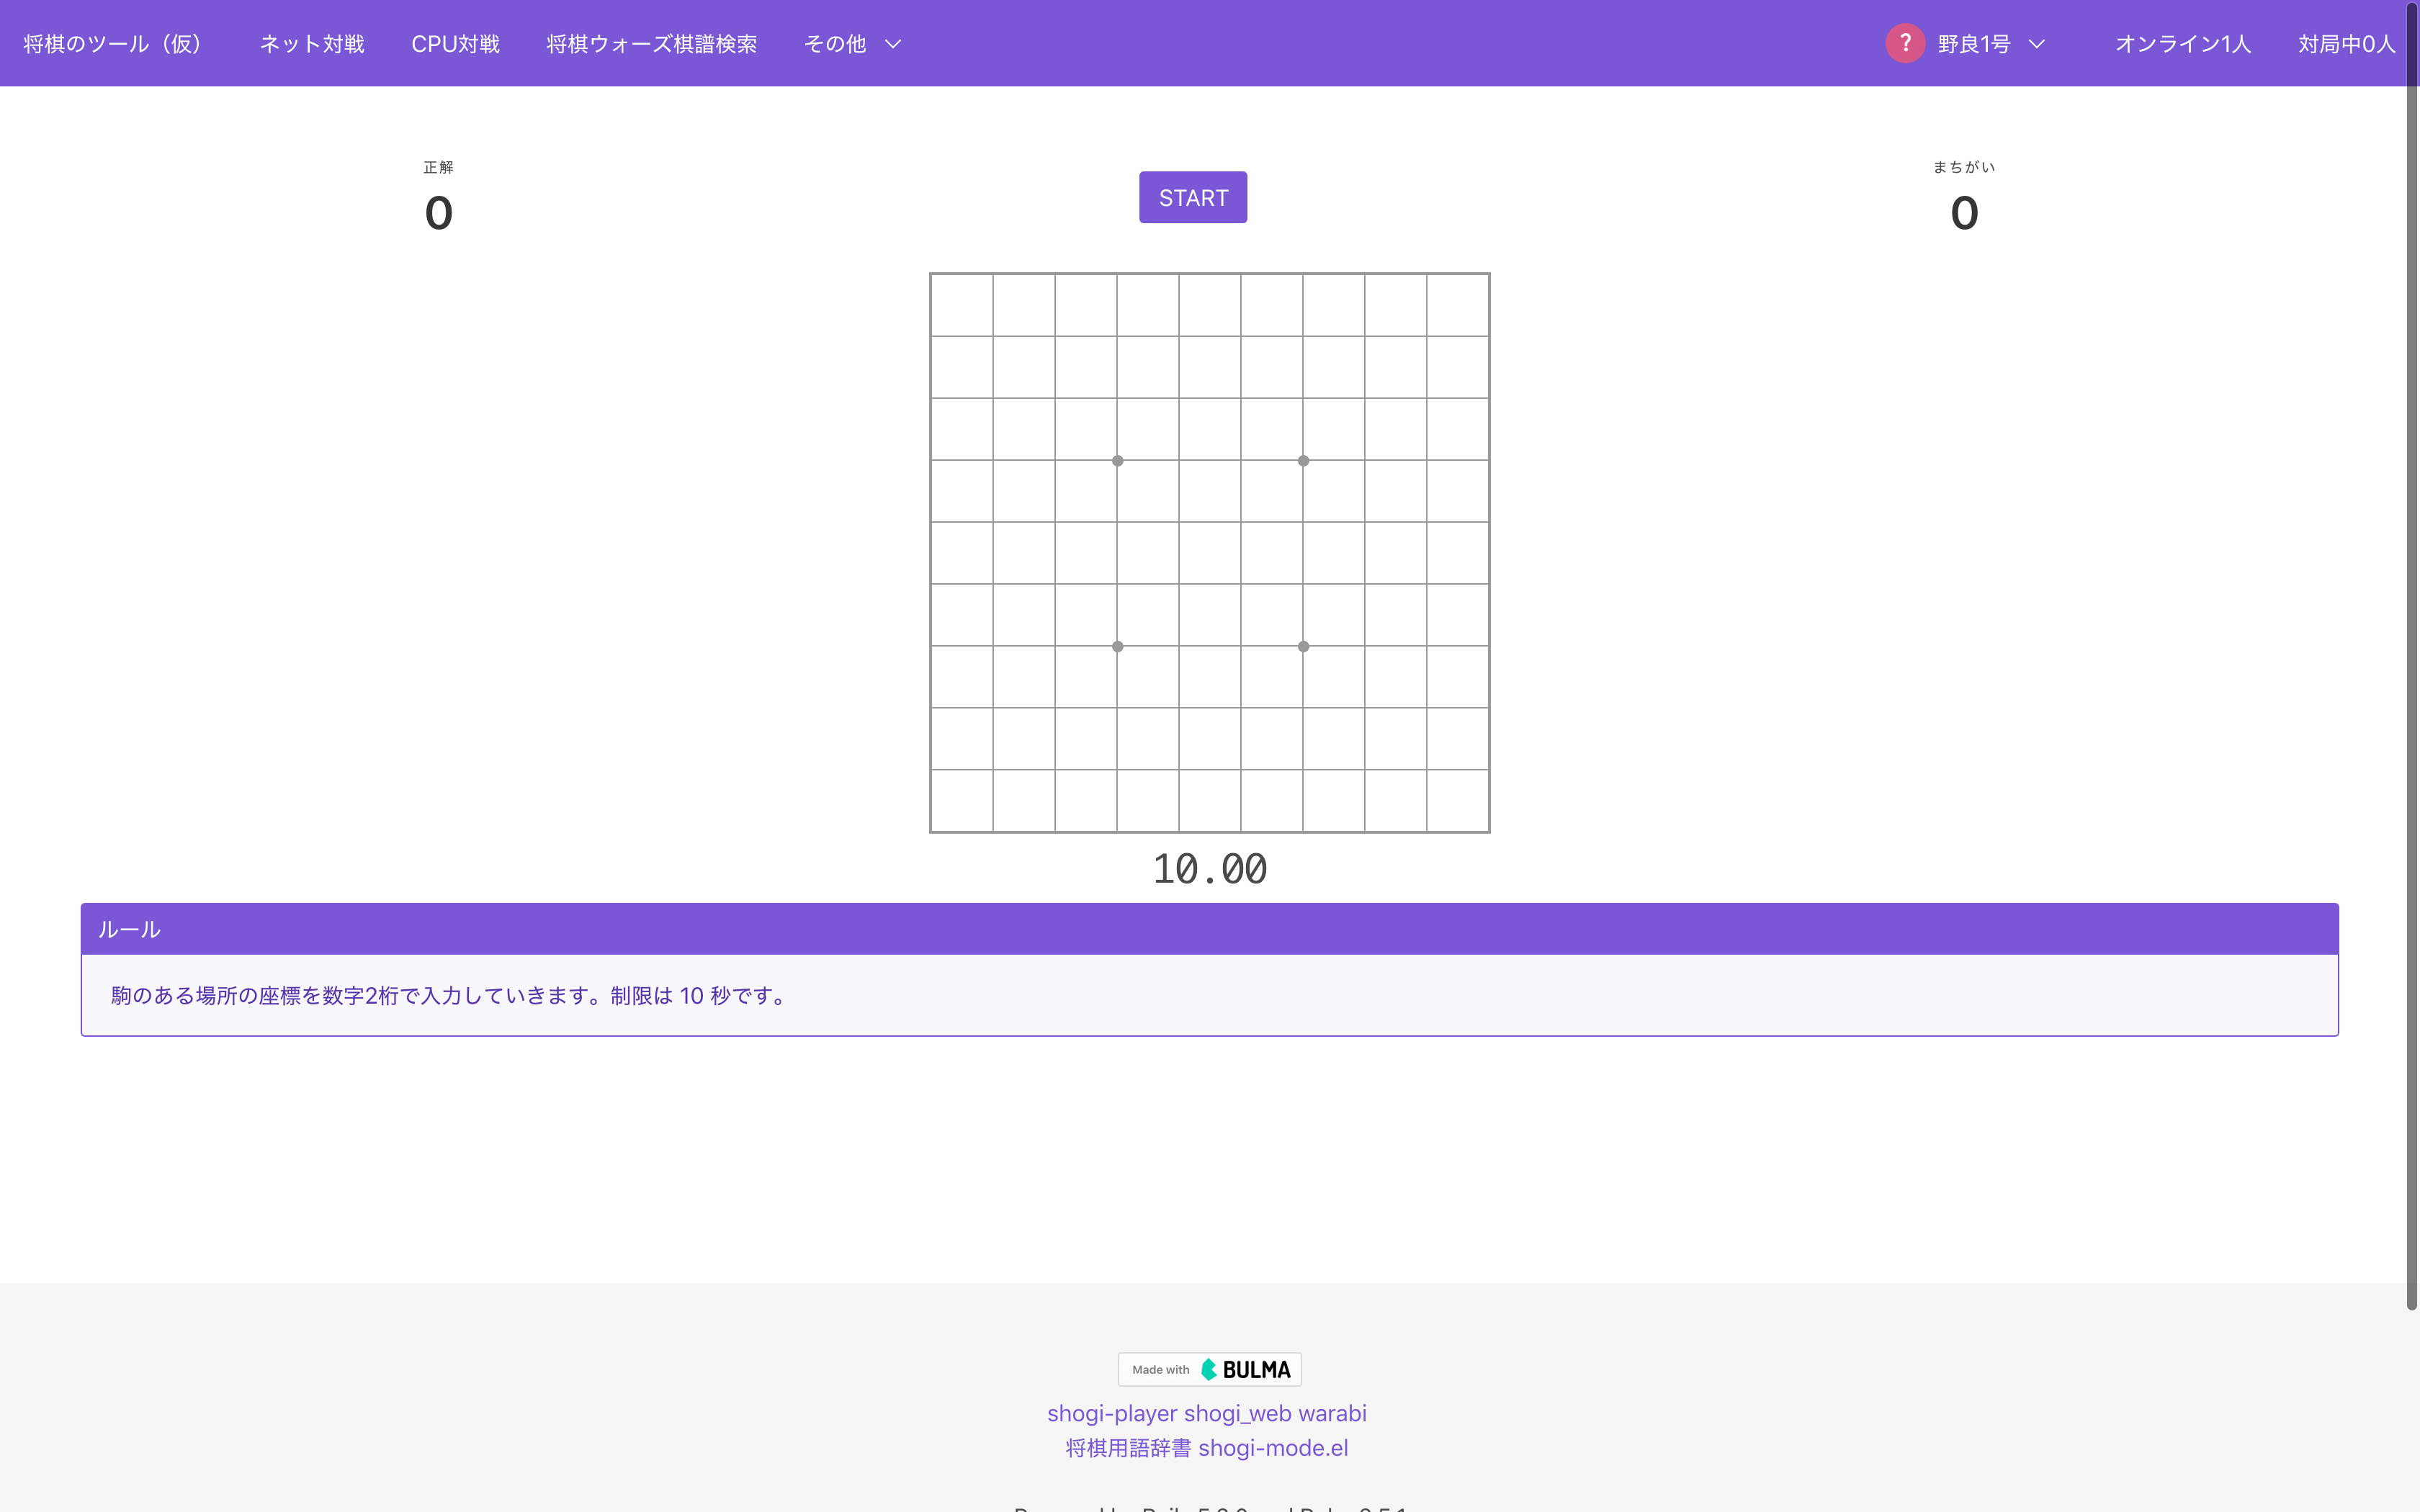 将棋のツール（仮） ネット対戦 CPU対戦 将棋ウォーズ棋譜検索 その他 ? 野良1号 オンライン1人 対局中0人
正解 まちがい
0 START 0
10.00
ルール
駒のある場所の座標を数字2桁で入力していきます。制限は 10 秒です。
Made with BULMA
shogi-player shogi_web warabi
将棋用語辞書 shogi-mode.el